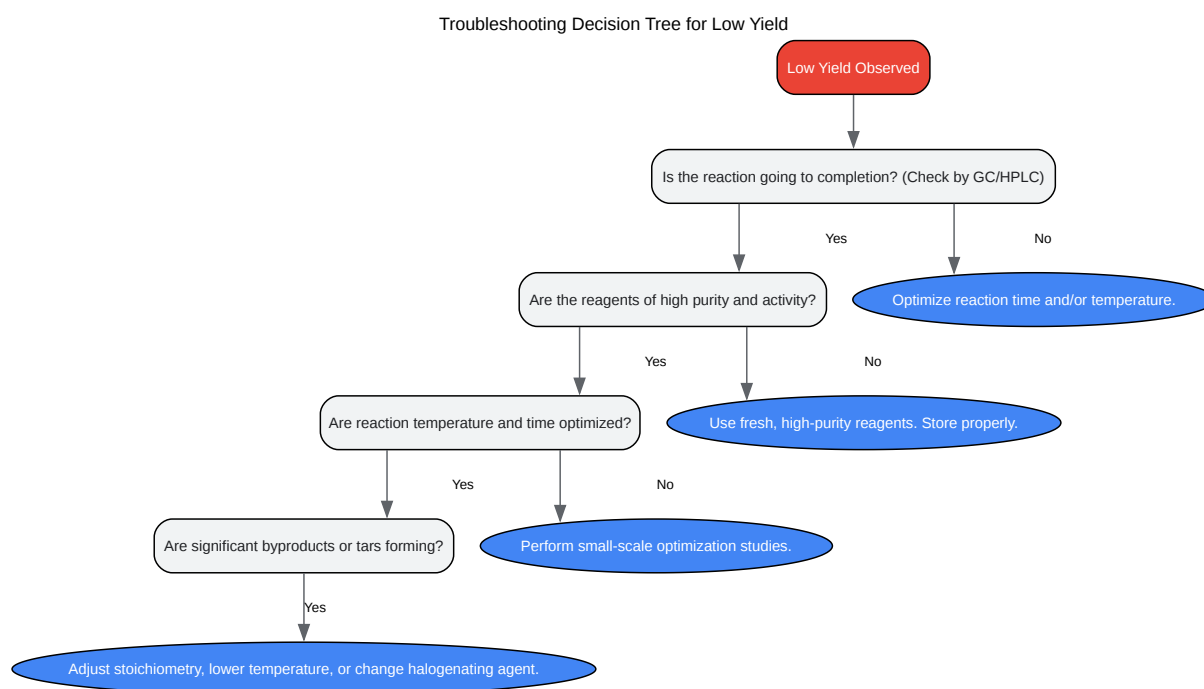 Troubleshooting Decision Tree for Low Yield
Low Yield Observed
Is the reaction going to completion? (Check by GC/HPLC)
Yes
No
Are the reagents of high purity and activity?
Optimize reaction time and/or temperature.
Yes
No
Are reaction temperature and time optimized?
Use fresh, high-purity reagents. Store properly.
Yes
No
Are significant byproducts or tars forming?
Perform small-scale optimization studies.
Yes
Adjust stoichiometry, lower temperature, or change halogenating agent.